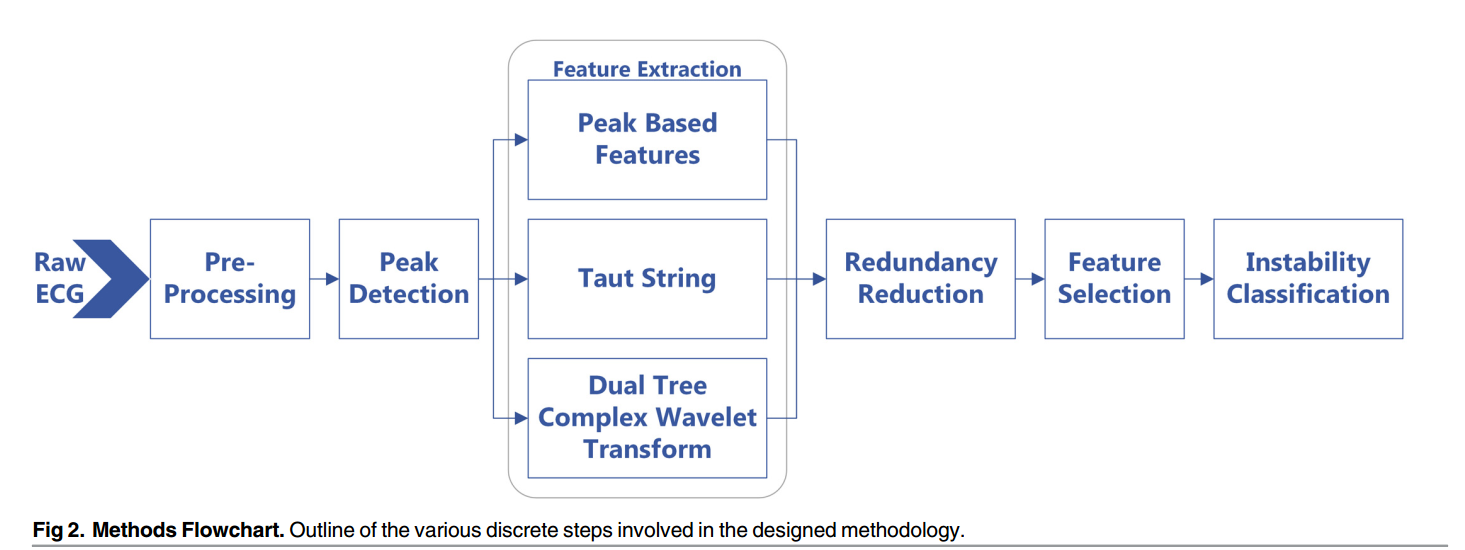 Feature Extraction
Peak Based
Features
Raw
ECG
Pre-
Processing
Peak
Detection
Taut String
Dual Tree
Complex Wavelet
Transform
Redundancy
Reduction
Feature
Selection
Instability
Classification
Fig 2. Methods Flowchart. Outline of the various discrete steps involved in the designed methodology.